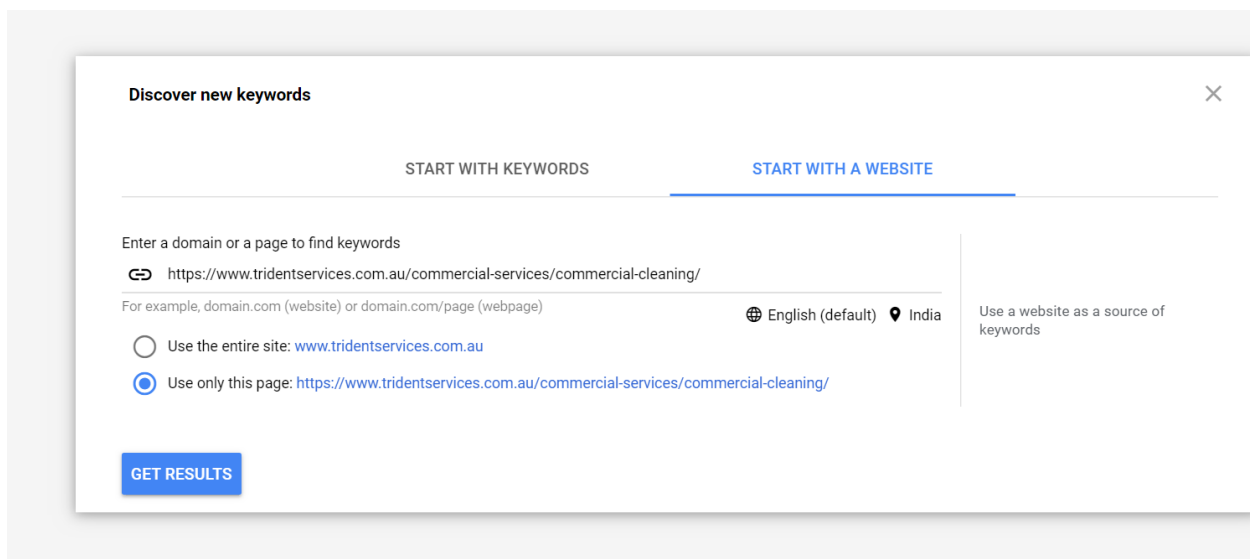 Discover new keywords
START WITH KEYWORDS
START WITH A WEBSITE
Enter a domain or a page to find keywords
https://www.tridentservices.com.au/commercial-services/commercial-cleaning/
For example, domain.com (website) or domain.com/page (webpage)
English (default)
India
Use a website as a source of
keywords
Use the entire site: www.tridentservices.com.au
Use only this page: https://www.tridentservices.com.au/commercial-services/commercial-cleaning/
GET RESULTS